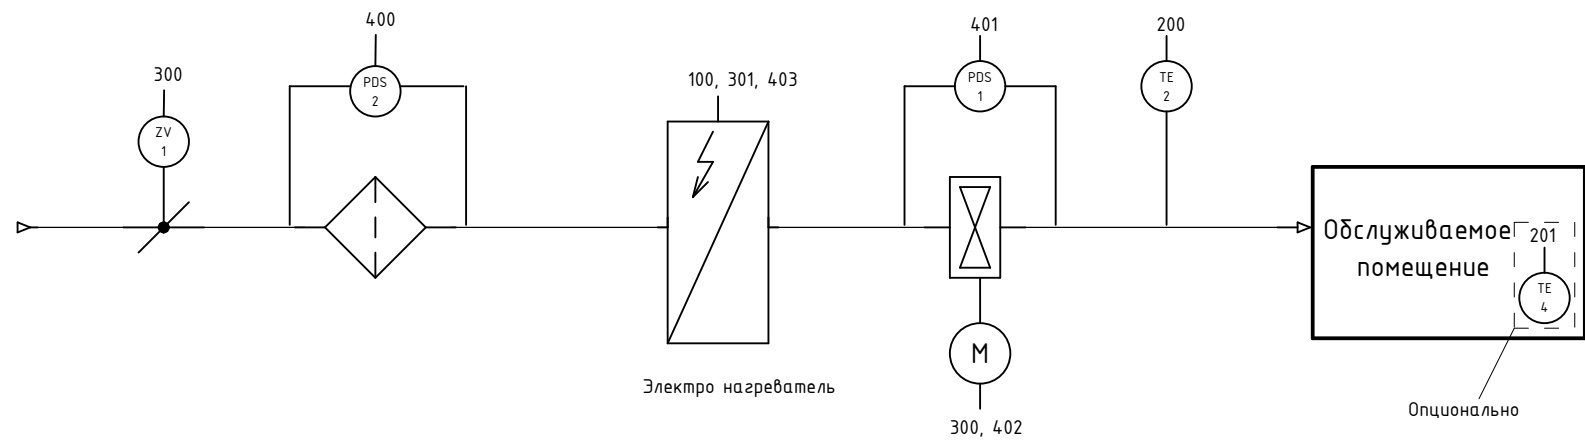 400
401
200
300
100, 301, 403
PDS
2
PDS
1
TE
2
ZV
1
Обслуживаемое
помещение
201
TE
4
M
Электро нагреватель
Опционально
300, 402